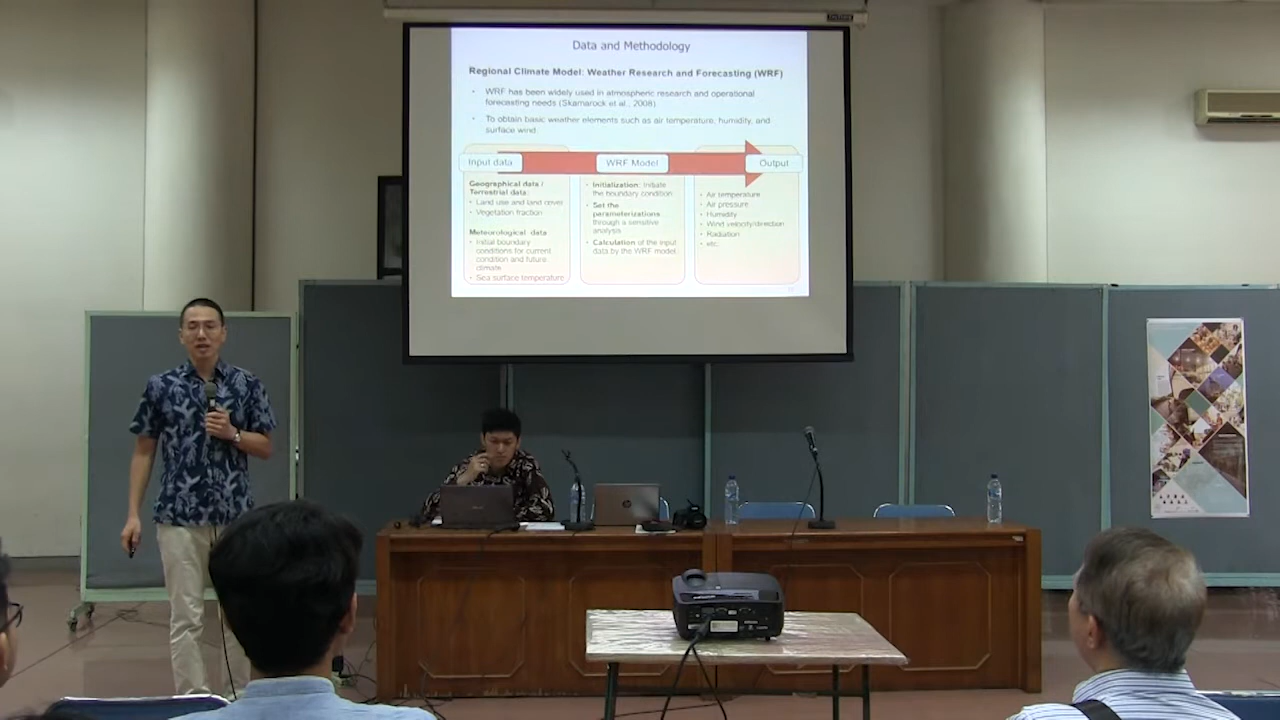 Data and Methodology
Regional Climate Model: Weather Research and Forecasting (WRF)
• WRF has been widely used in atmospheric research and operational
forecasting needs (Skamarock et al., 2008).
• To obtain basic weather elements such as air temperature, humidity, and
surface wind.
Input data
WRF Model
Output
Geographical data /
Terrestrial data:
• Land use and land cover
• Vegetation fraction
Meteorological data
• Initial boundary
conditions for current
condition and future
climate
• Sea surface temperature
• Initialization: Initiate
the boundary condition
• Set the
parameterizations
through a sensitive
analysis
• Calculation of the input
data by the WRF model.
• Air temperature
• Air pressure
• Humidity
• Wind velocity/direction
• Radiation
• etc.